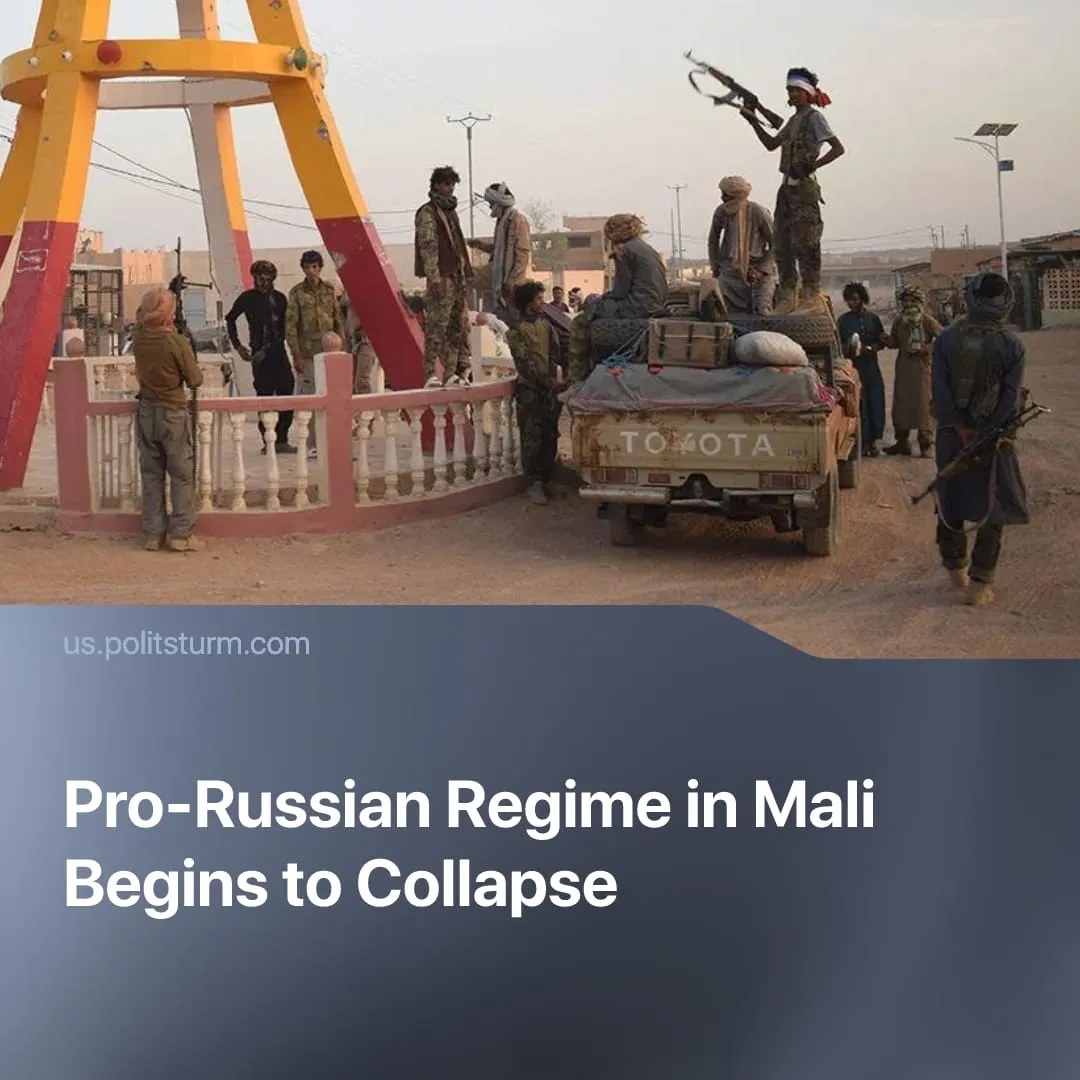 TOYOTA
us.politsturm.com
Pro-Russian Regime in Mali
Begins to Collapse